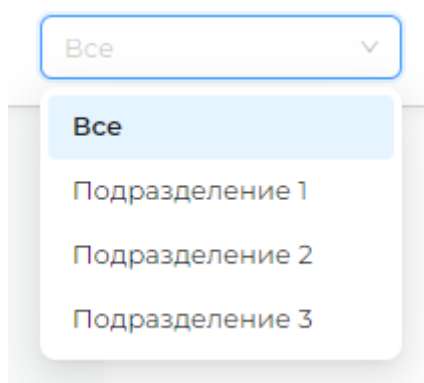 Все
Все
Подразделение 1
Подразделение 2
Подразделение 3